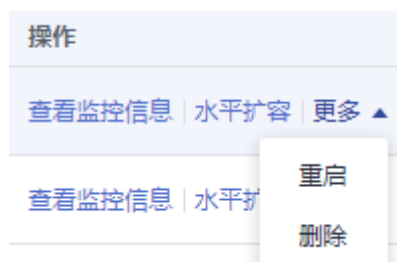 操作
查看监控信息 水平扩容 更多
重启
查看监控信息 水平扩
删除